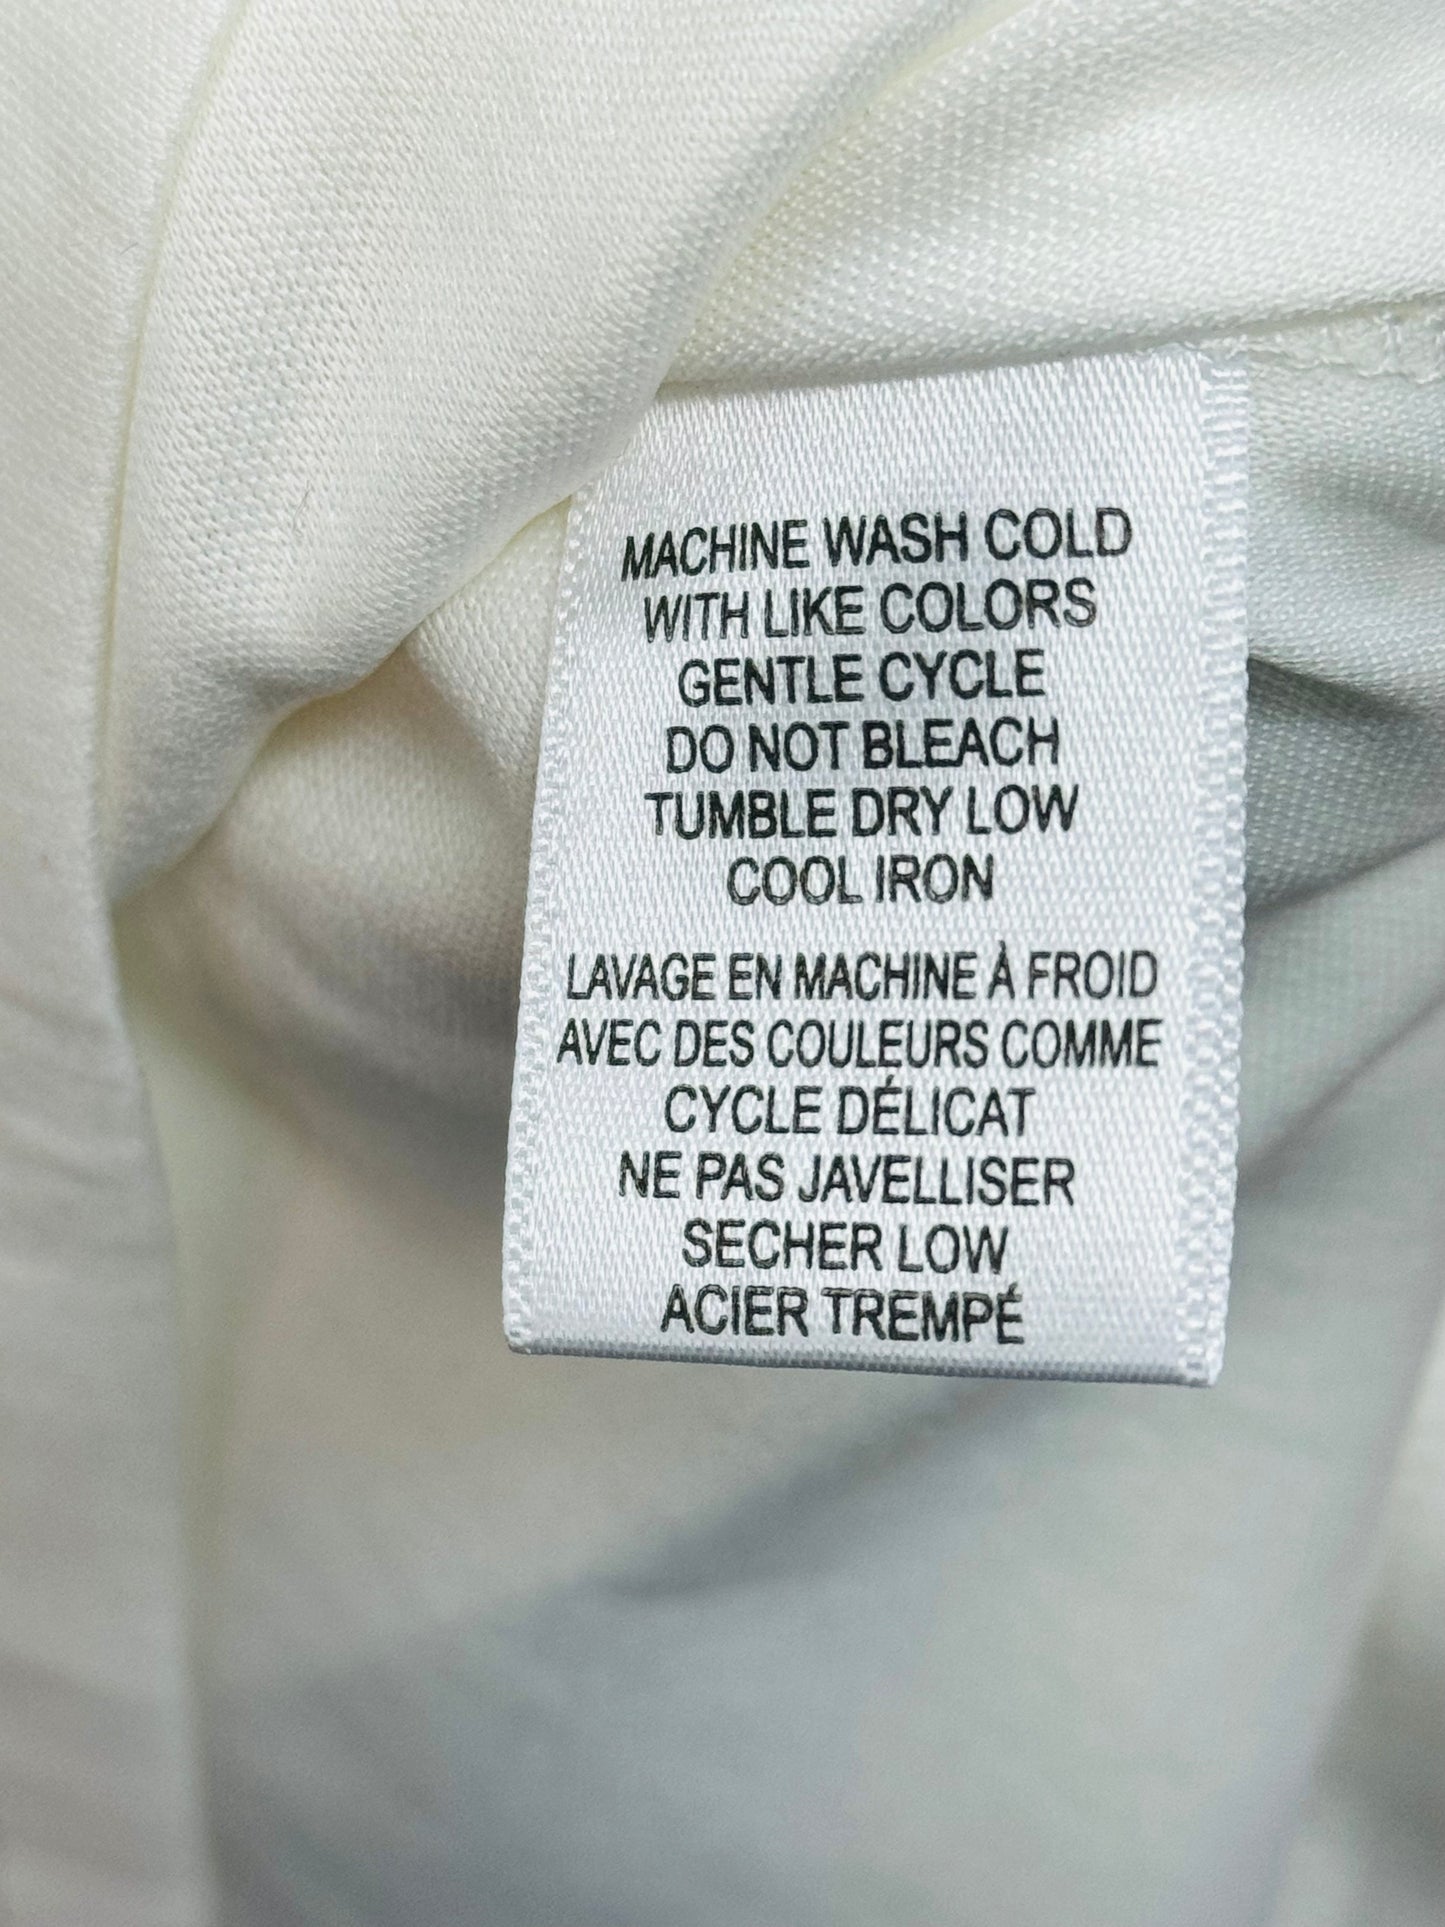 MACHINE WASH COLD
WITH LIKE COLORS
GENTLE CYCLE
DO NOT BLEACH
TUMBLE DRY LOW
COOL IRON
LAVAGE EN MACHINE À FROID
AVEC DES COULEURS COMME
CYCLE DÉLICAT
NE PAS JAVELLISER
SECHER LOW
ACIER TREMPÉ